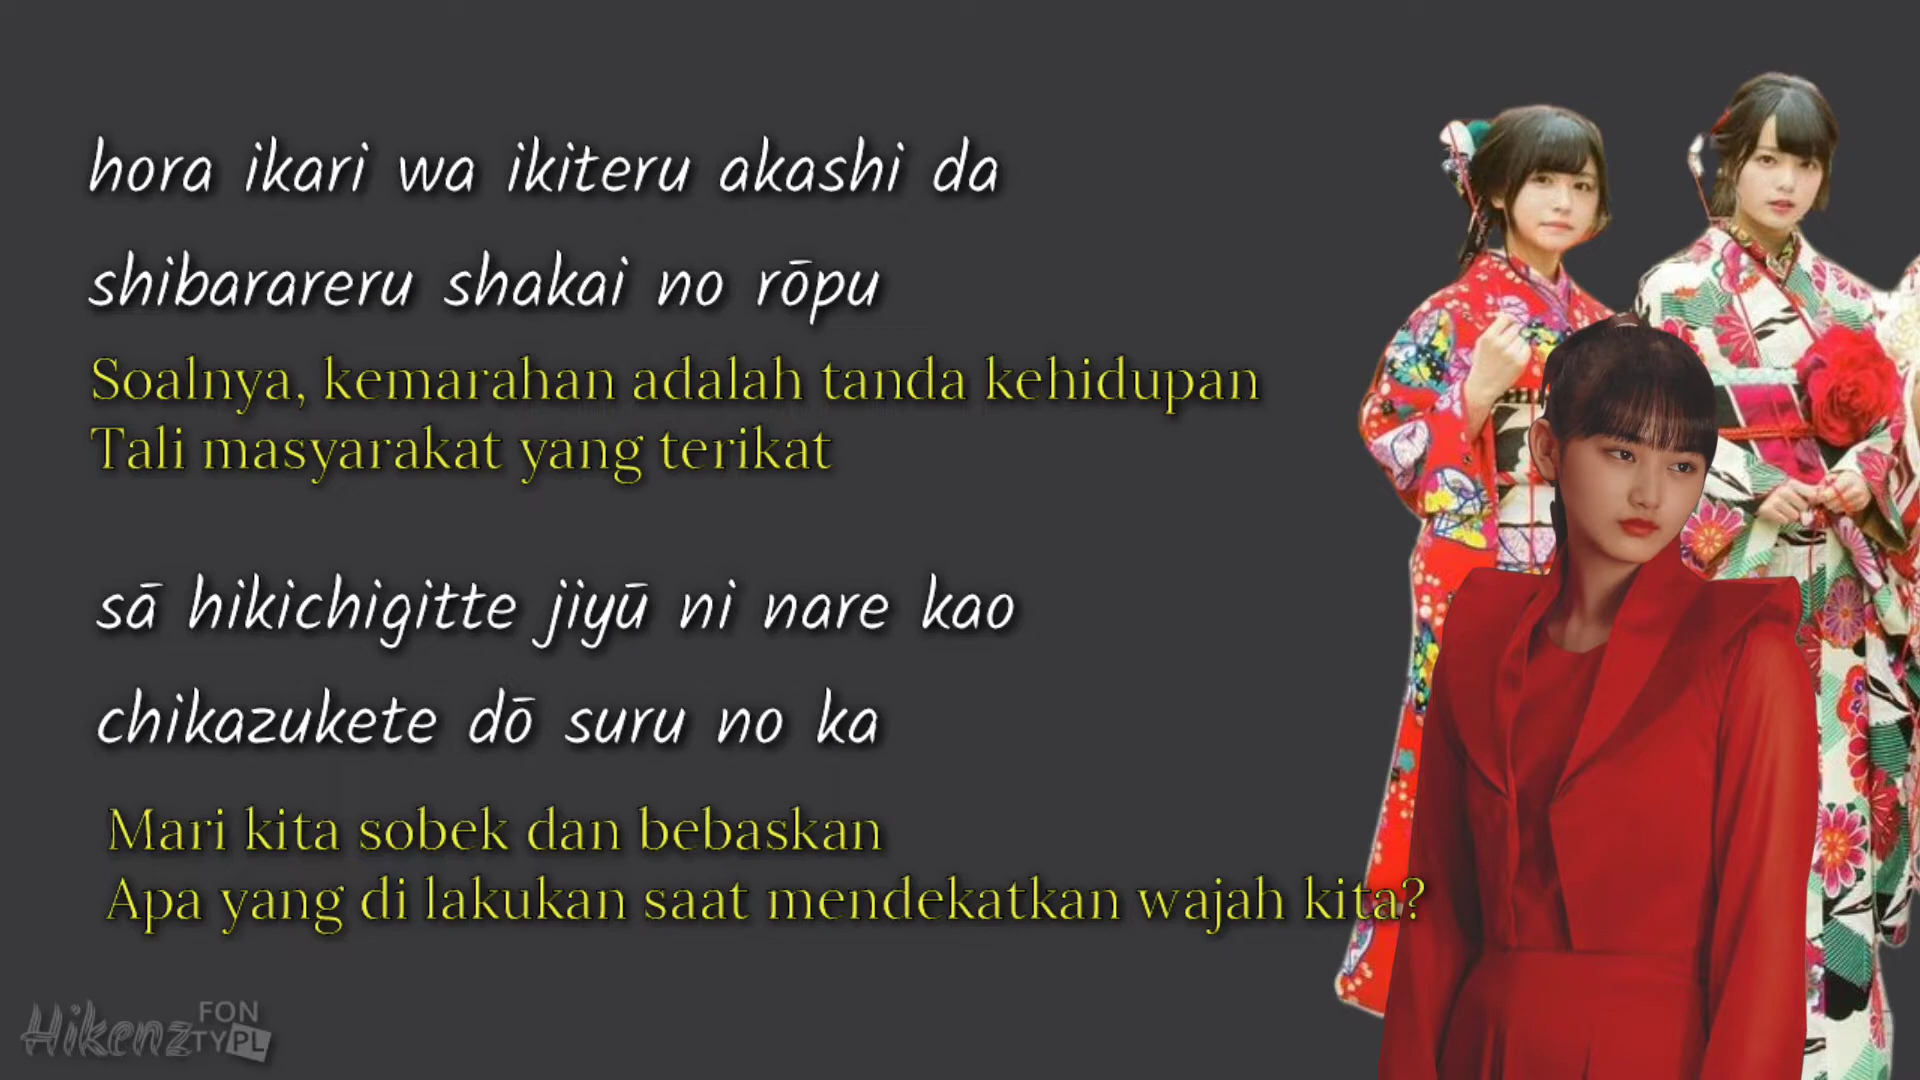 hora ikari wa ikiteru akashi da
shibarareru shakai no rōpu
Soalnya, kemarahan adalah tanda kehidupan
Tali masyarakat yang terikat
sā hikichigitte jiyū ni nare kao
chikazukete dō suru no ka
Mari kita sobek dan bebaskan
Apa yang di lakukan saat mendekatkan wajah kita?
Hikenz FON
TYPL